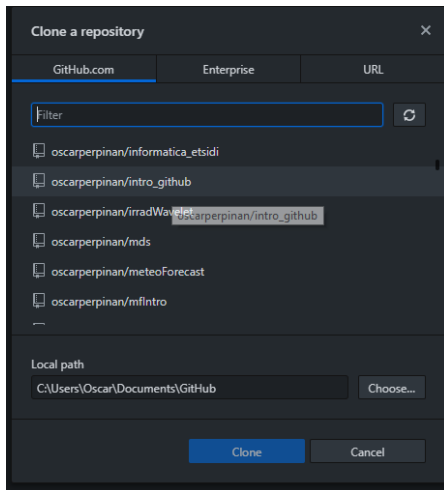 Clone a repository
GitHub.com Enterprise URL
Filter
oscarperpinan/informatica_etsidi
oscarperpinan/intro_github
oscarperpinan/irradWavelet
oscarperpinan/intro_github
oscarperpinan/mds
oscarperpinan/meteoForecast
oscarperpinan/mfIntro
Local path
C:\Users\Oscar\Documents\GitHub Choose...
Clone Cancel